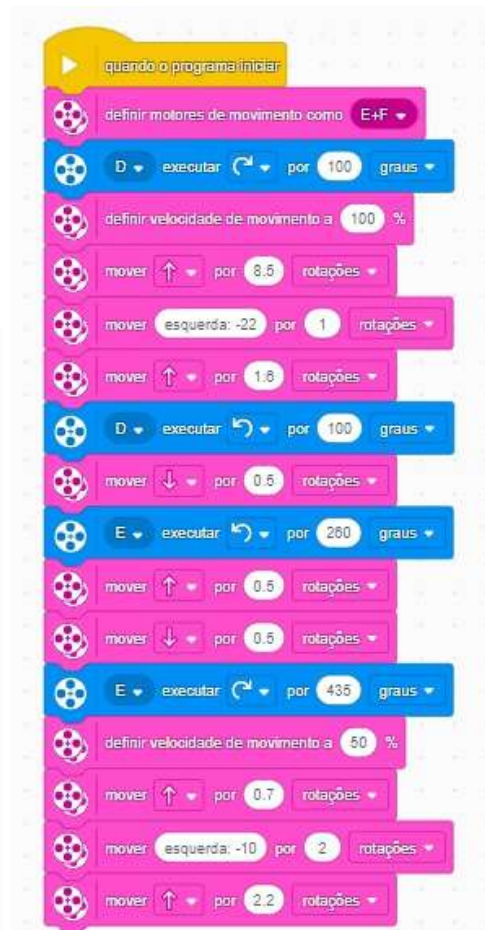 quando o programa iniciar
definir motores de movimento como E+F
D executar por 100 graus
definir velocidade de movimento a 100 %
mover por 8.5 rotações
mover esquerda: -22 por 1 rotações
mover por 1.6 rotações
D executar por 100 graus
mover por 0.5 rotações
E executar por 260 graus
mover por 0.5 rotações
mover por 0.5 rotações
E executar por 435 graus
definir velocidade de movimento a 50 %
mover por 0.7 rotações
mover esquerda: -10 por 2 rotações
mover por 2.2 rotações